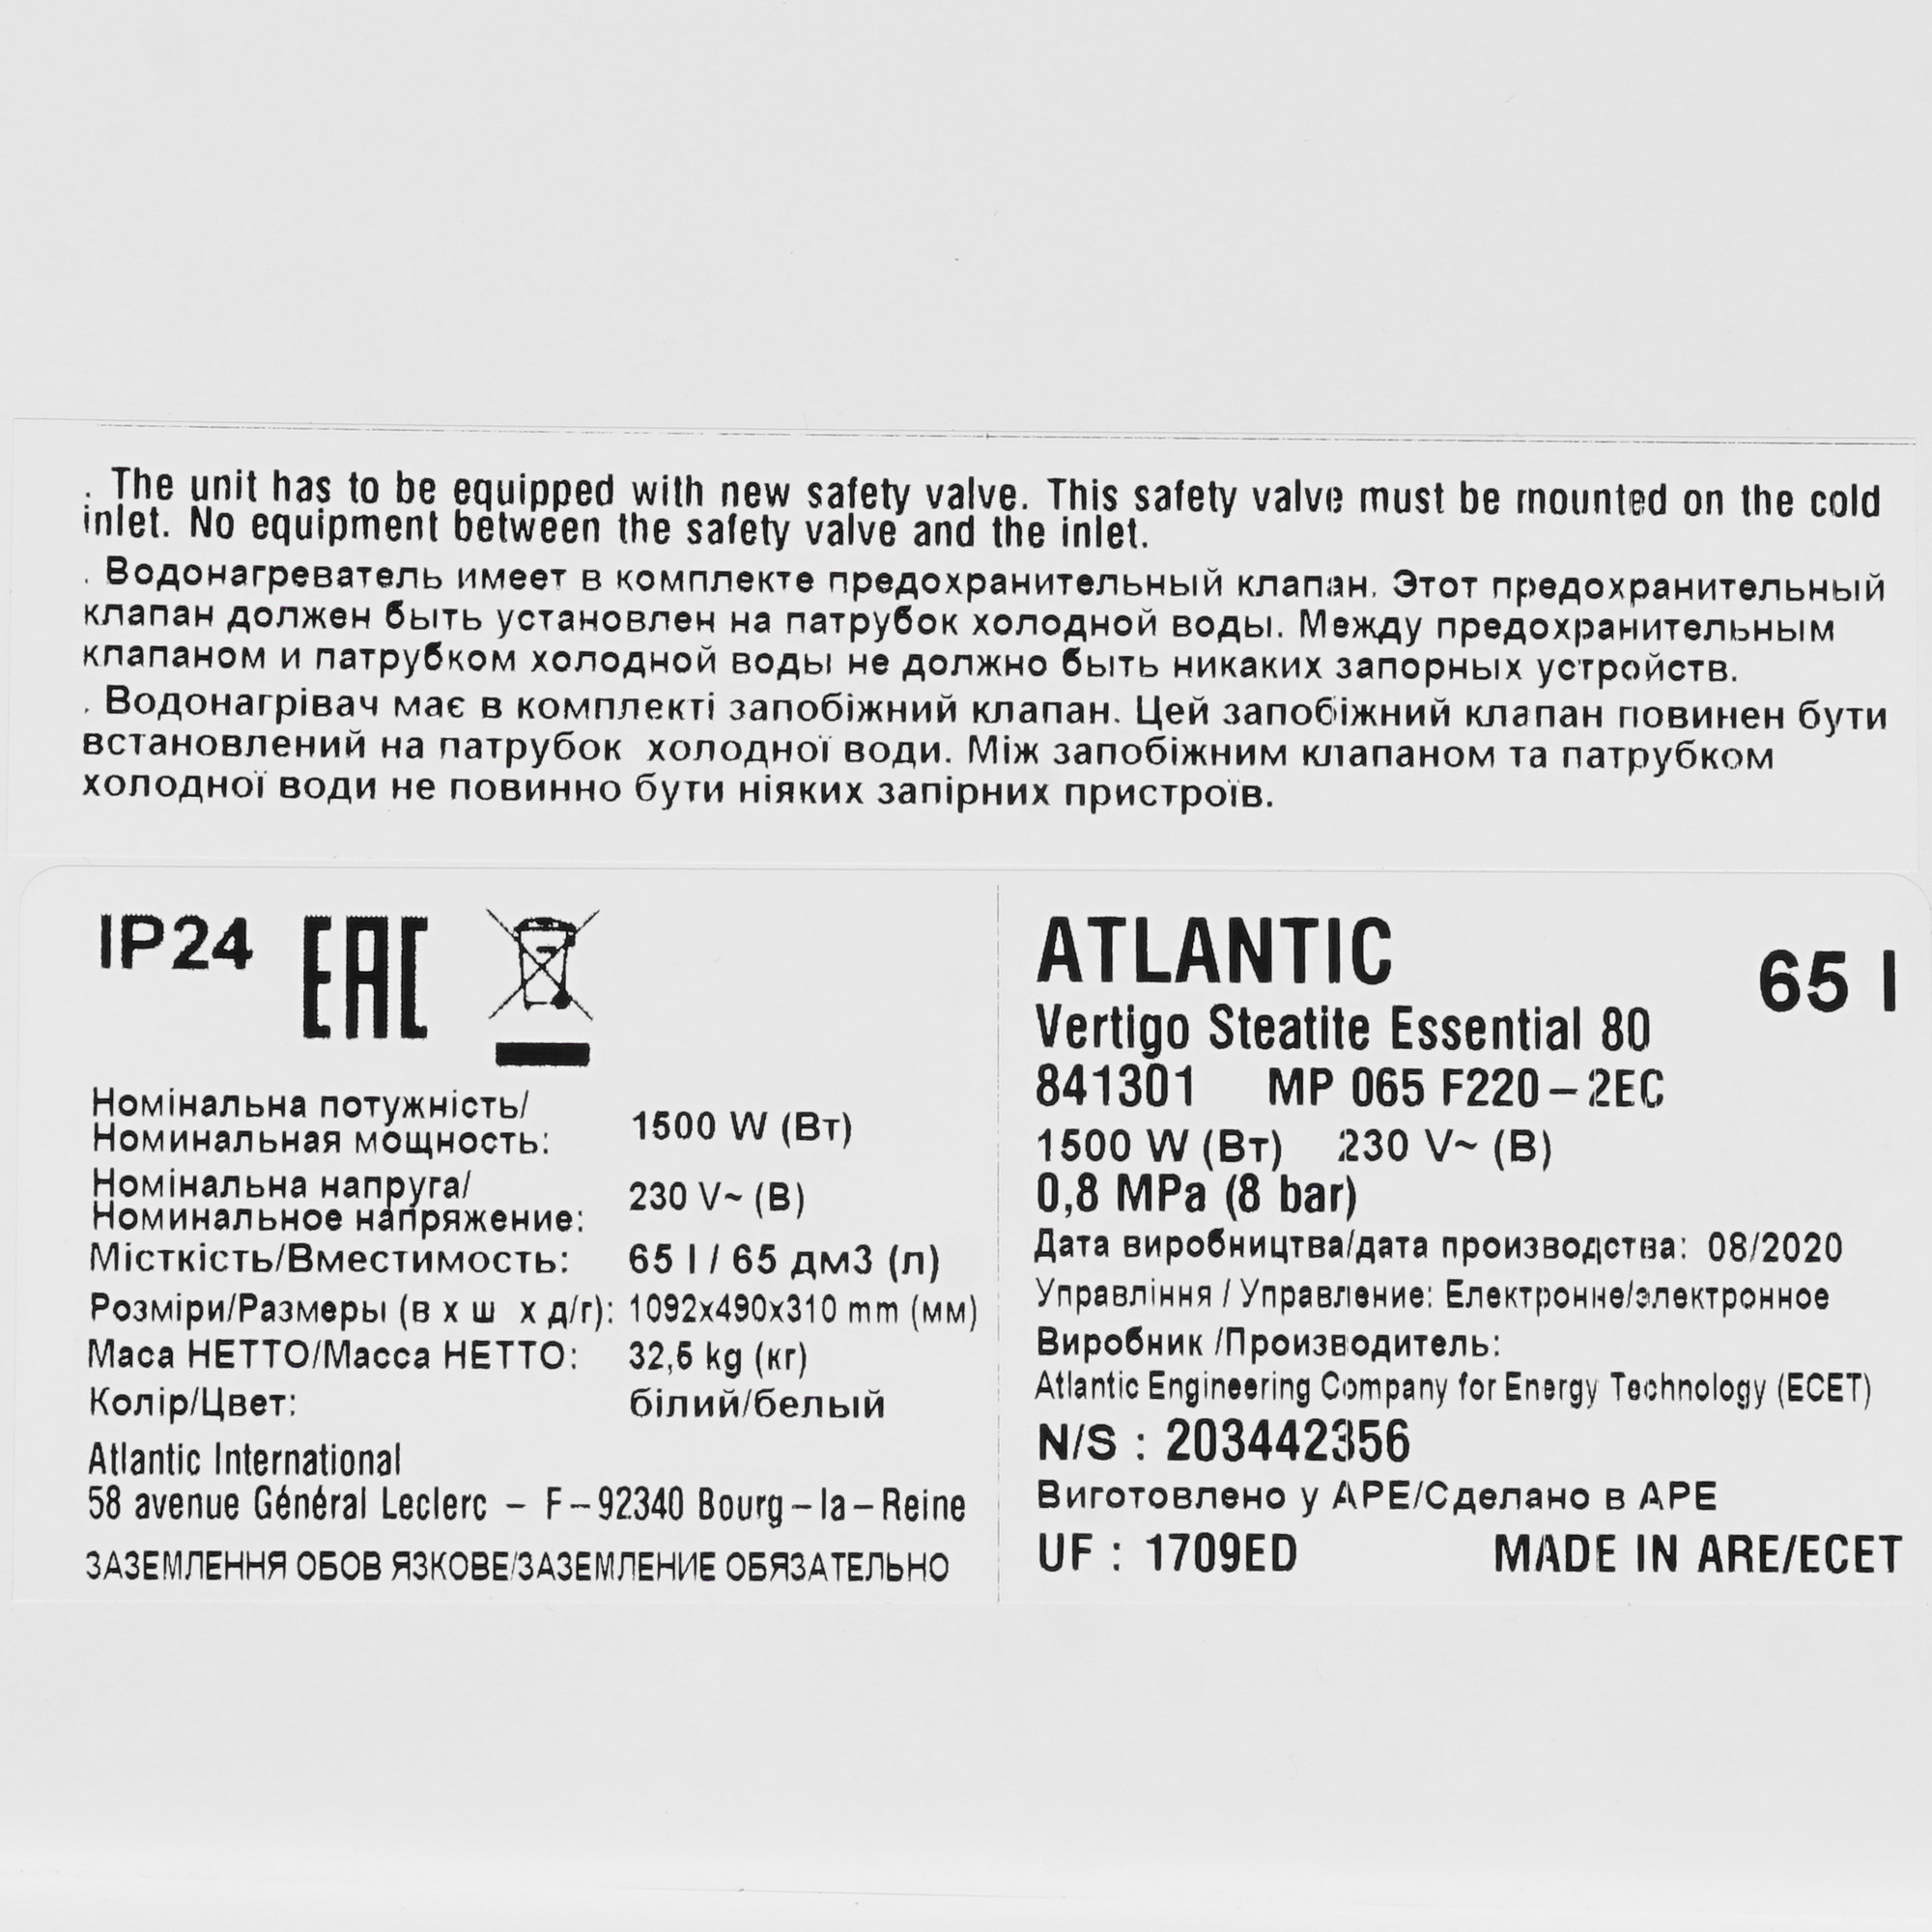 . The unit has to be equipped with new safety valve. This safety valve must be mounted on the cold
inlet. No equipment between the safety valve and the inlet.
. Водонагреватель имеет в комплекте предохранительный клапан. Этот предохранительный
клапан должен быть установлен на патрубок холодной воды. Между предохранительным
клапаном и патрубком холодной воды не должно быть никаких запорных устройств.
. Водонагрівач має в комплекті запобіжний клапан. Цей запобіжний клапан повинен бути
встановлений на патрубок холодної води. Між запобіжним клапаном та патрубком
холодної води не повинно бути ніяких запірних пристроїв.
IP24 EAC
Номінальна потужність/
Номинальная мощность: 1500 W (Вт)
Номінальна напруга/
Номинальное напряжение: 230 V~ (В)
Місткість/Вместимость: 65 l / 65 дм3 (л)
Розміри/Размеры (в х ш х д/г): 1092x490x310 mm (мм)
Маса НЕТТО/Масса НЕТТО: 32,5 kg (кг)
Колір/Цвет: білий/белый
Atlantic International
58 avenue Général Leclerc – F–92340 Bourg–la–Reine
ЗАЗЕМЛЕННЯ ОБОВ ЯЗКОВЕ/ЗАЗЕМЛЕНИЕ ОБЯЗАТЕЛЬНО
ATLANTIC 65 l
Vertigo Steatite Essential 80
841301 MP 065 F220–2EC
1500 W (Вт) 230 V~ (В)
0,8 MPa (8 bar)
Дата виробництва/дата производства: 08/2020
Управління / Управление: Електронне/электронное
Виробник /Производитель:
Atlantic Engineering Company for Energy Technology (ECET)
N/S : 203442356
Виготовлено у АРЕ/Сделано в АРЕ
UF : 1709ED MADE IN ARE/ECET